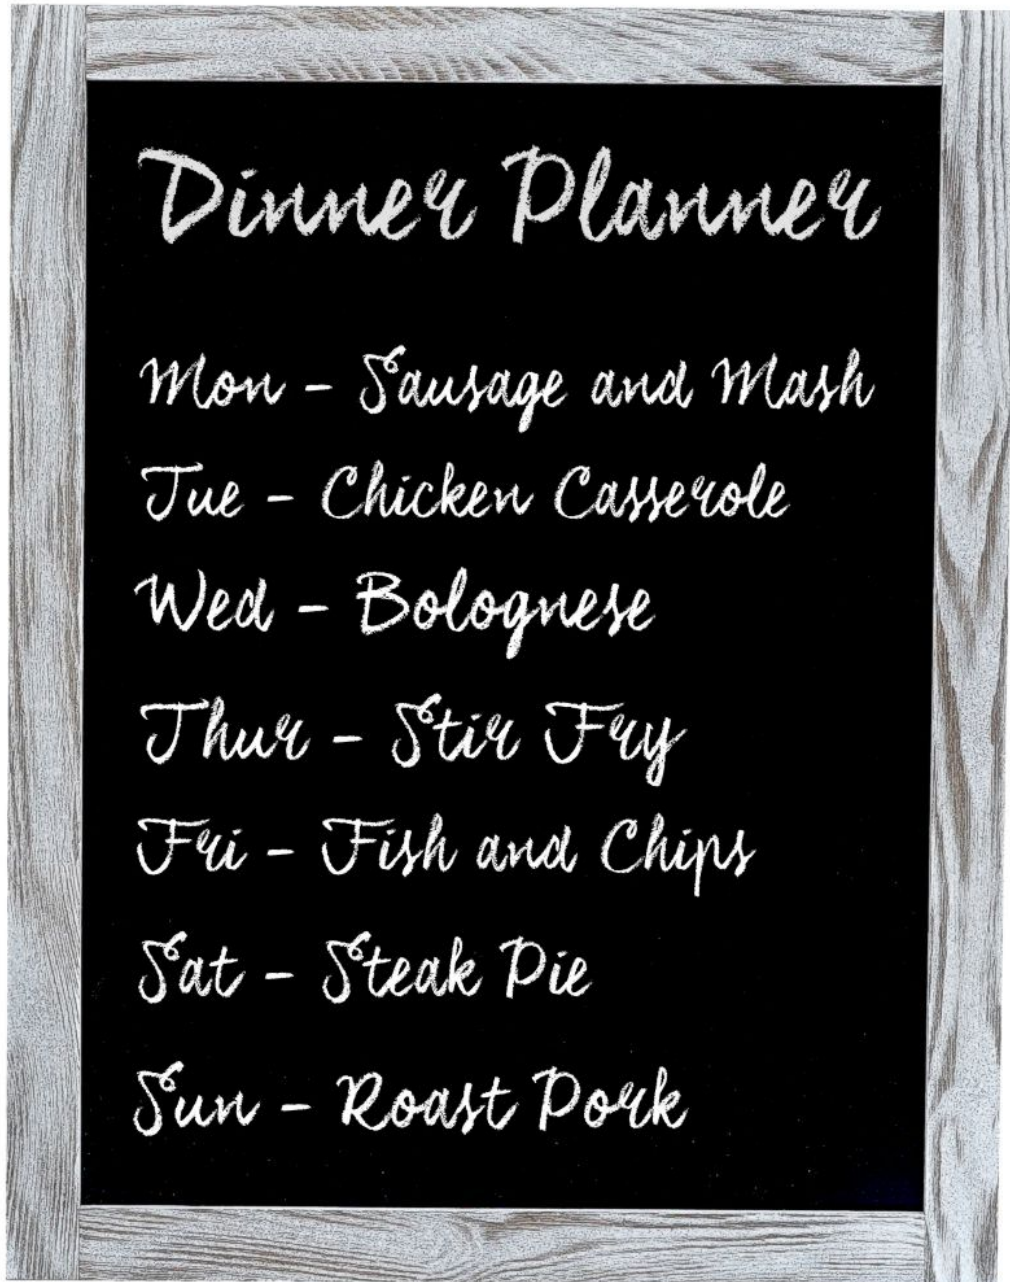 Dinner Planner
Mon - Sausage and Mash
Tue - Chicken Casserole
Wed - Bolognese
Thur - Stir Fry
Fri - Fish and Chips
Sat - Steak Pie
Sun - Roast Pork